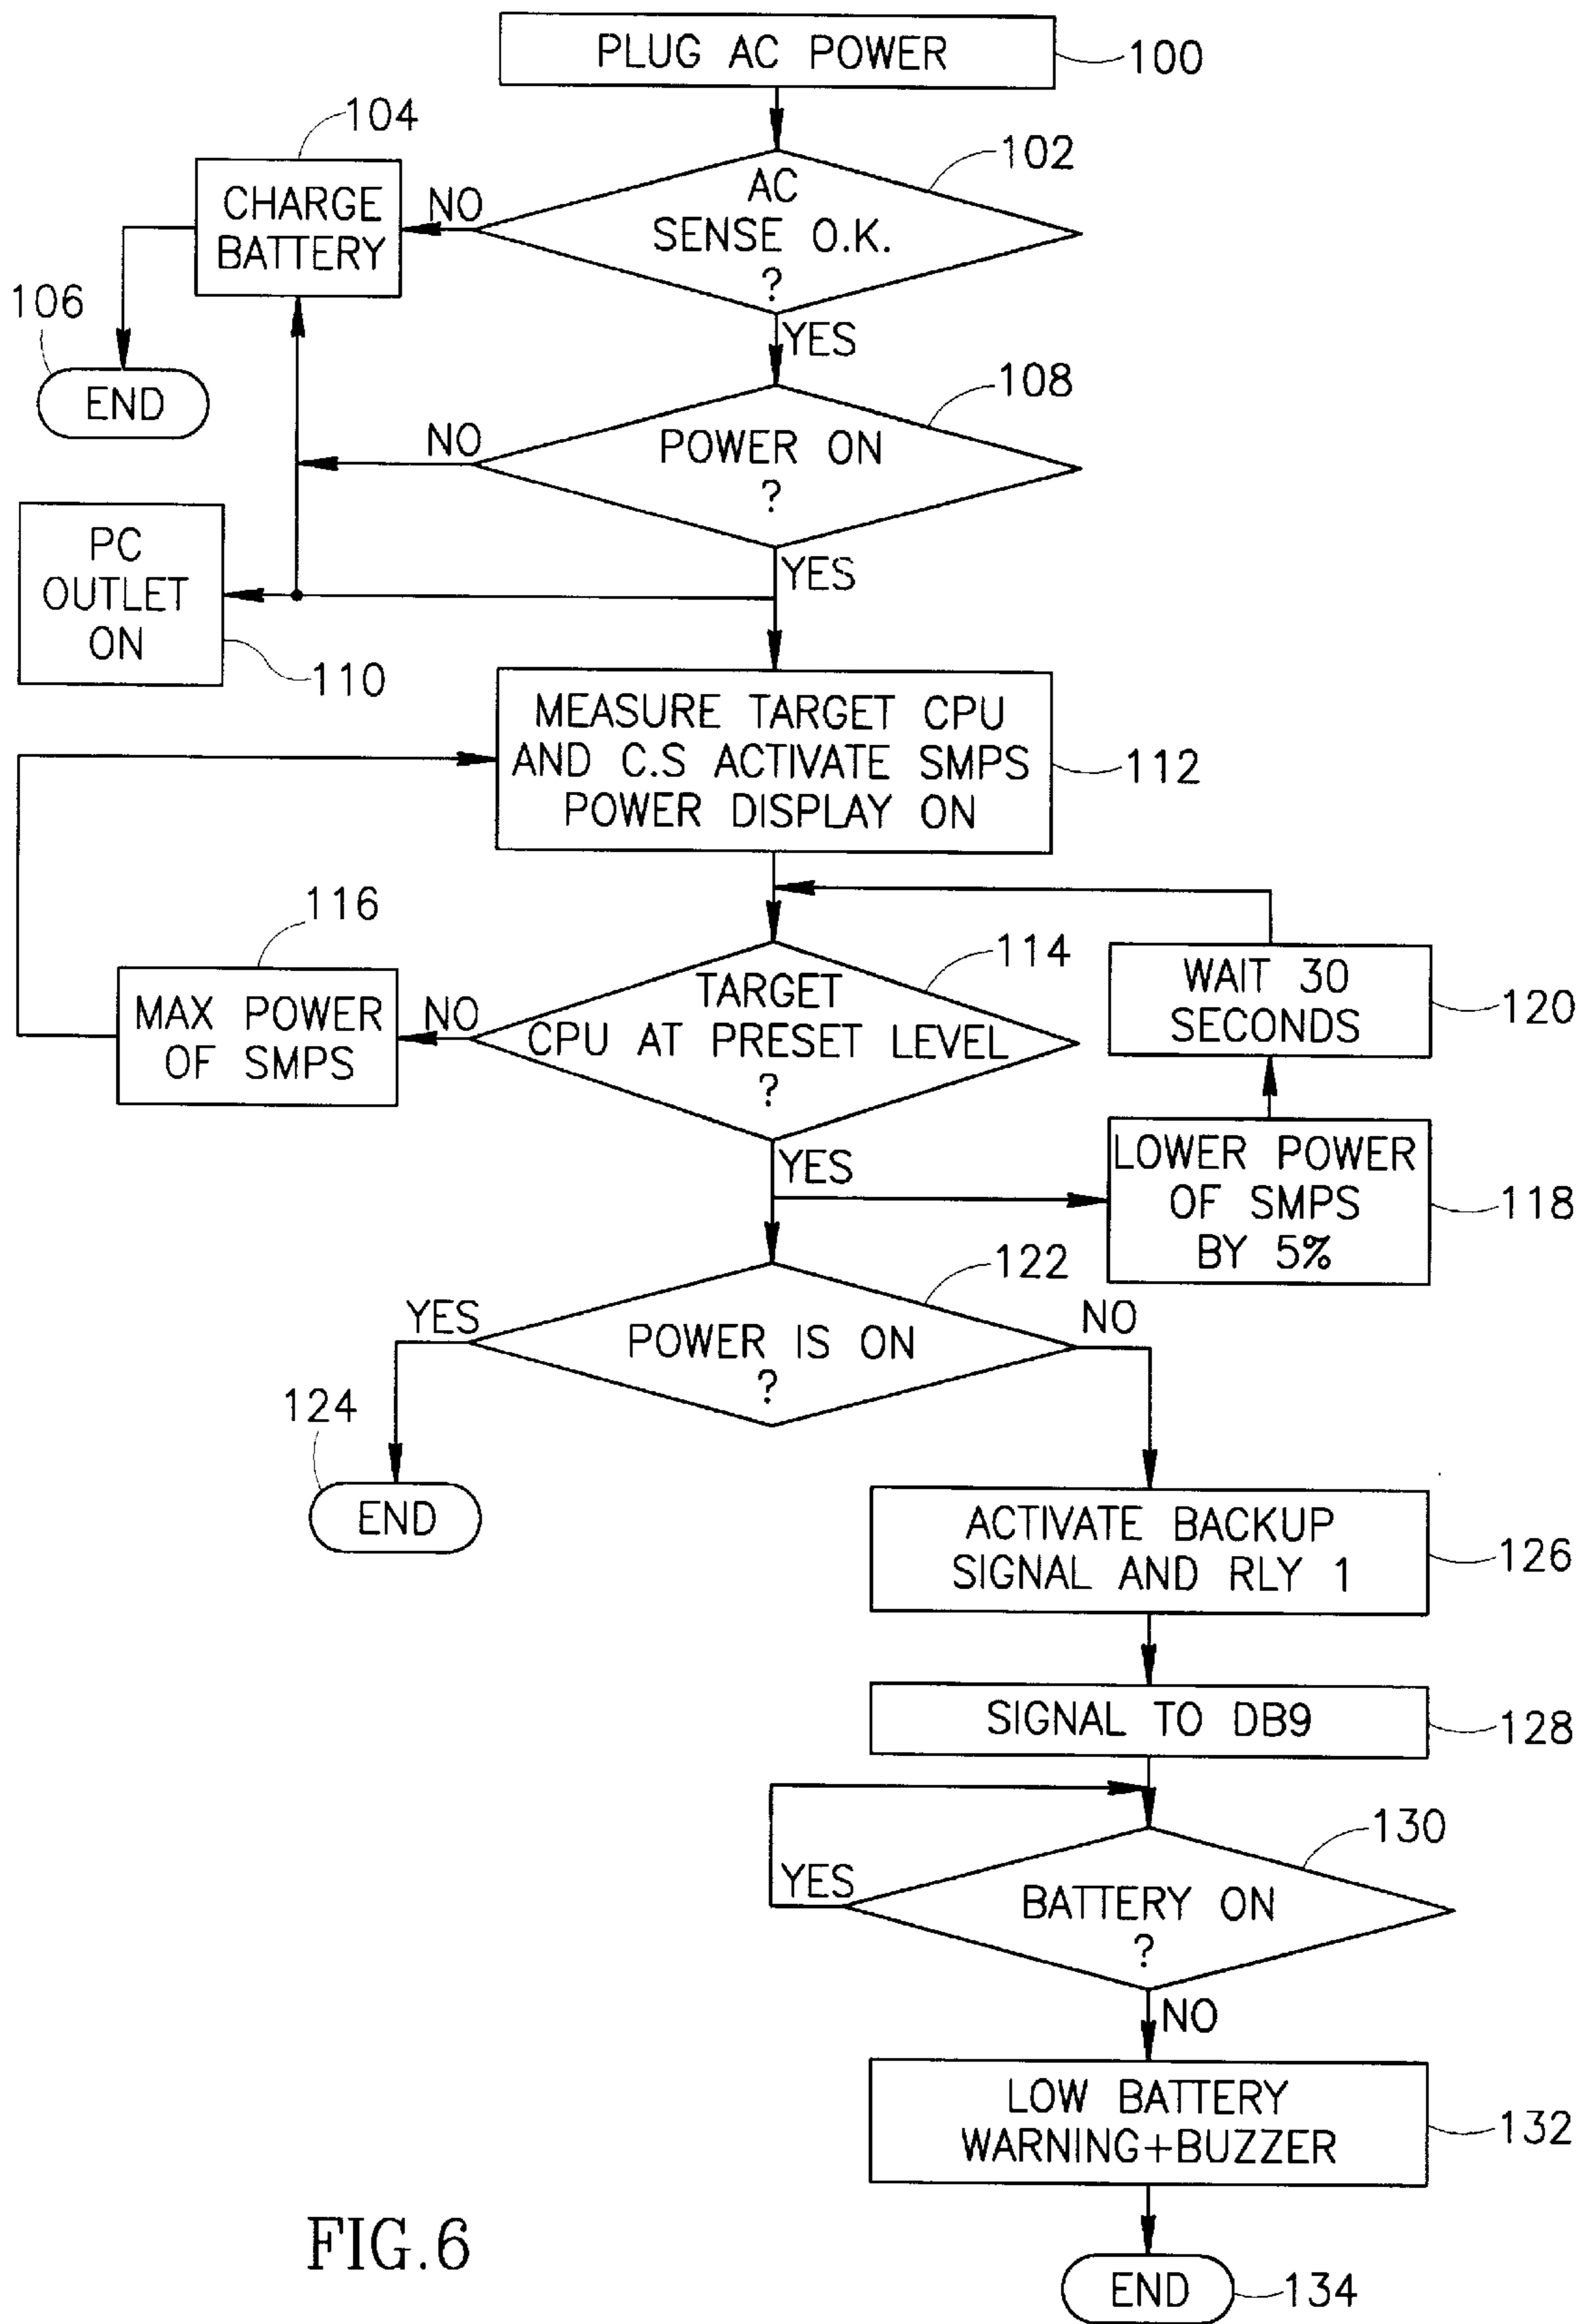 PLUG AC POWER
100
104
102
CHARGE
BATTERY
NO
AC
SENSE O.K.
?
106
END
YES
108
NO
POWER ON
?
PC
OUTLET
ON
110
YES
MEASURE TARGET CPU
AND C.S ACTIVATE SMPS
POWER DISPLAY ON
112
116
114
MAX POWER
OF SMPS
NO
TARGET
CPU AT PRESET LEVEL
?
WAIT 30
SECONDS
120
YES
LOWER POWER
OF SMPS
BY 5%
118
122
YES
POWER IS ON
?
NO
124
END
ACTIVATE BACKUP
SIGNAL AND RLY 1
126
SIGNAL TO DB9
128
130
YES
BATTERY ON
?
NO
LOW BATTERY
WARNING+BUZZER
132
FIG.6
END
134